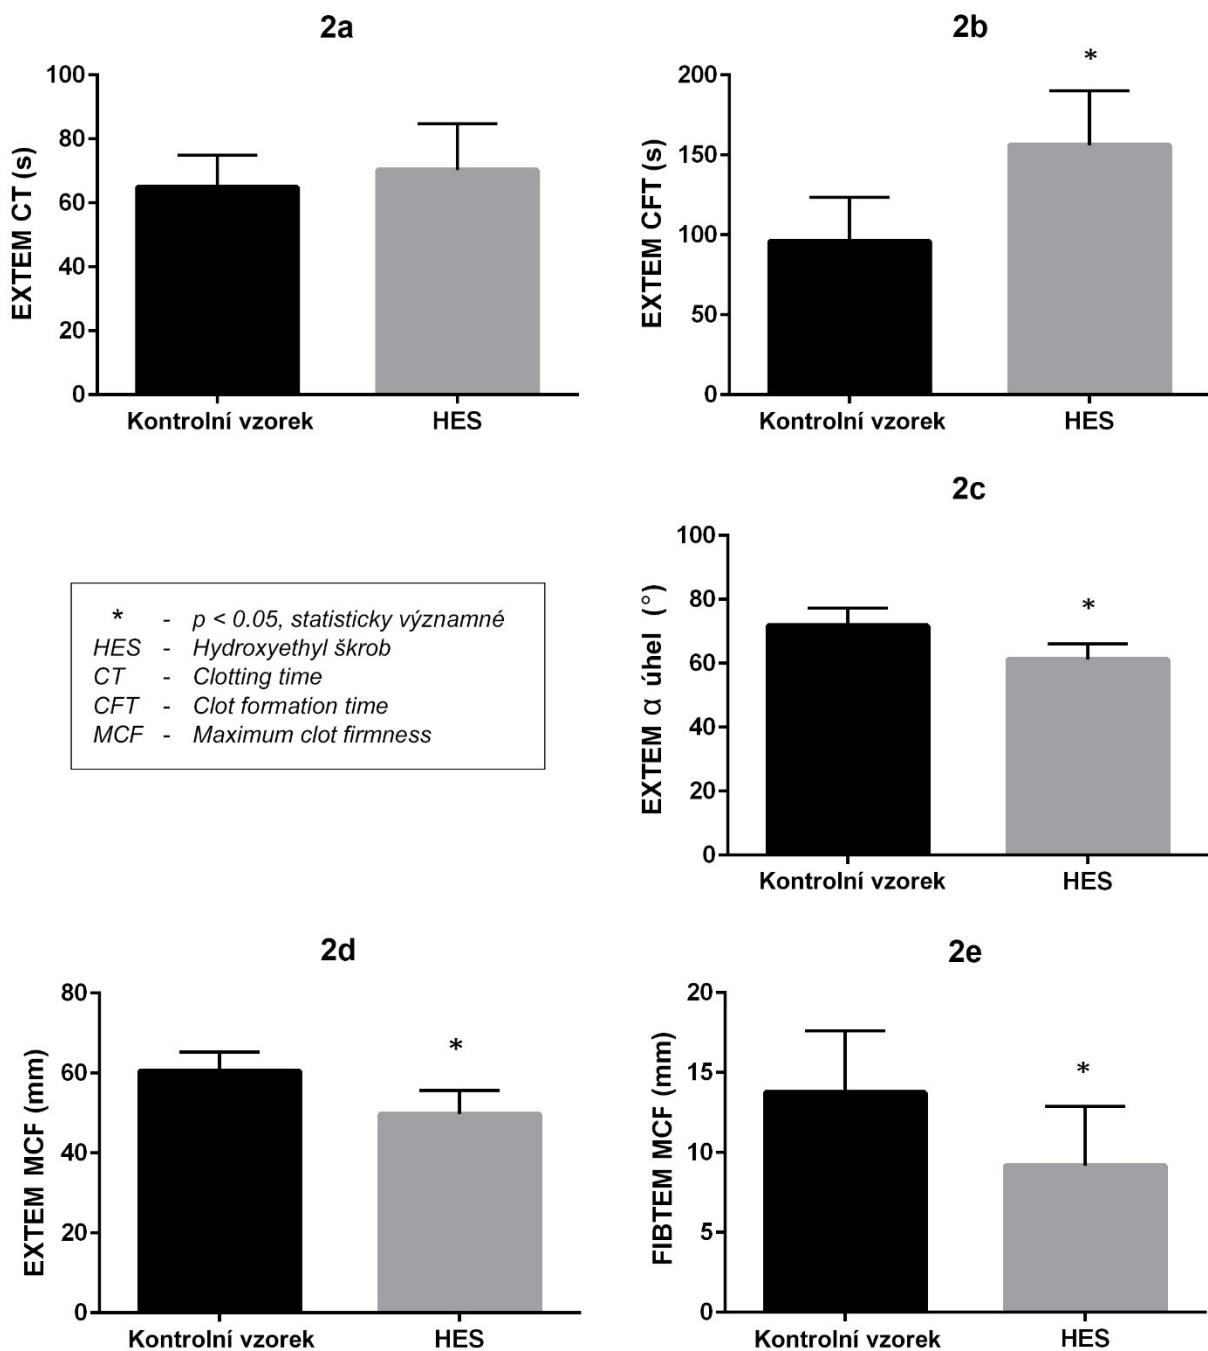 2a
100
80
60
40
20
0
EXTEM CT (s)
Kontrolní vzorek HES
2b
*
200
150
100
50
0
EXTEM CFT (s)
Kontrolní vzorek HES
* - p < 0.05, statisticky významné
HES - Hydroxyethyl škrob
CT - Clotting time
CFT - Clot formation time
MCF - Maximum clot firmness
2c
100
80
*
60
40
20
0
EXTEM α úhel (°)
Kontrolní vzorek HES
2d
80
*
60
40
20
0
EXTEM MCF (mm)
Kontrolní vzorek HES
2e
20
15
*
10
5
0
FIBTEM MCF (mm)
Kontrolní vzorek HES